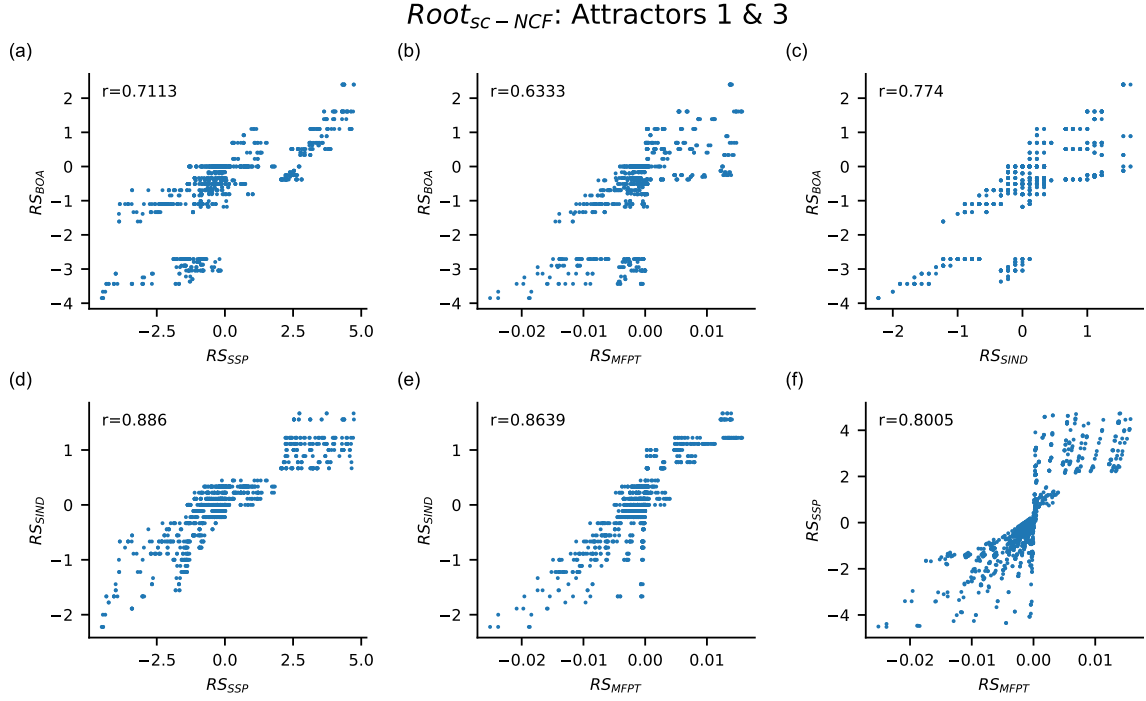 Root_{sc−NCF}: Attractors 1 & 3
(a)
r=0.7113
2
1
0
−1
−2
−3
−4
RS_{BOA}
−2.5
0.0
2.5
5.0
RS_{SSP}
(b)
r=0.6333
2
1
0
−1
−2
−3
−4
RS_{BOA}
−0.02
−0.01
0.00
0.01
RS_{MFPT}
(c)
r=0.774
2
1
0
−1
−2
−3
−4
RS_{BOA}
−2
−1
0
1
RS_{SIND}
(d)
r=0.886
1
0
−1
−2
RS_{SIND}
−2.5
0.0
2.5
5.0
RS_{SSP}
(e)
r=0.8639
1
0
−1
−2
RS_{SIND}
−0.02
−0.01
0.00
0.01
RS_{MFPT}
(f)
r=0.8005
4
2
0
−2
−4
RS_{SSP}
−0.02
−0.01
0.00
0.01
RS_{MFPT}